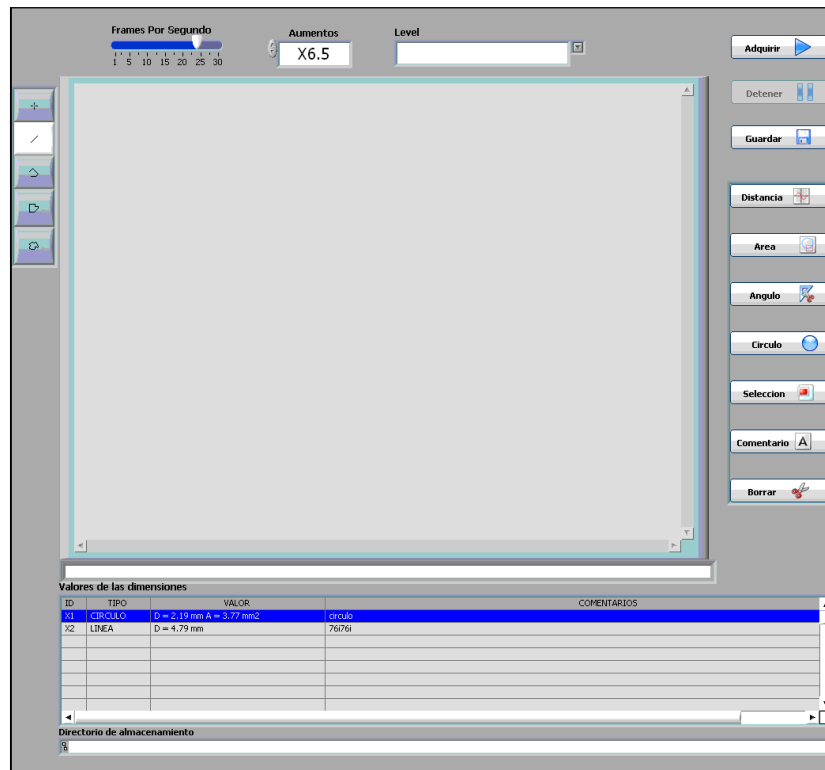 Frames Por Segundo
1 5 10 15 20 25 30
Aumentos
X6.5
Level
Adquirir
Detener
Guardar
Distancia
Area
Angulo
Circulo
Seleccion
Comentario A
Borrar
Valores de las dimensiones
ID TIPO VALOR COMENTARIOS
X1 CIRCULO D = 2.19 mm A = 3.77 mm2 circulo
X2 LINEA D = 4.79 mm 76i76i
Directorio de almacenamiento